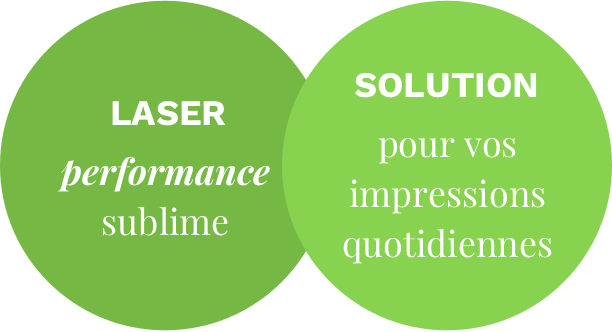 LASER
performance
sublime
SOLUTION
pour vos
impressions
quotidiennes